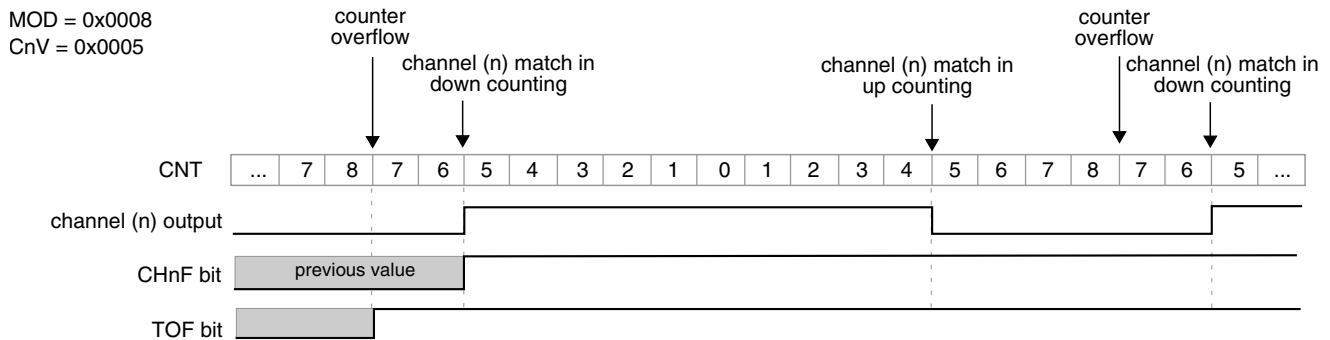 MOD = 0x0008
CnV = 0x0005
counter
overflow
channel (n) match in
down counting
channel (n) match in
up counting
counter
overflow
channel (n) match in
down counting
CNT ... 7 8 7 6 5 4 3 2 1 0 1 2 3 4 5 6 7 8 7 6 5 ...
channel (n) output
CHnF bit previous value
TOF bit